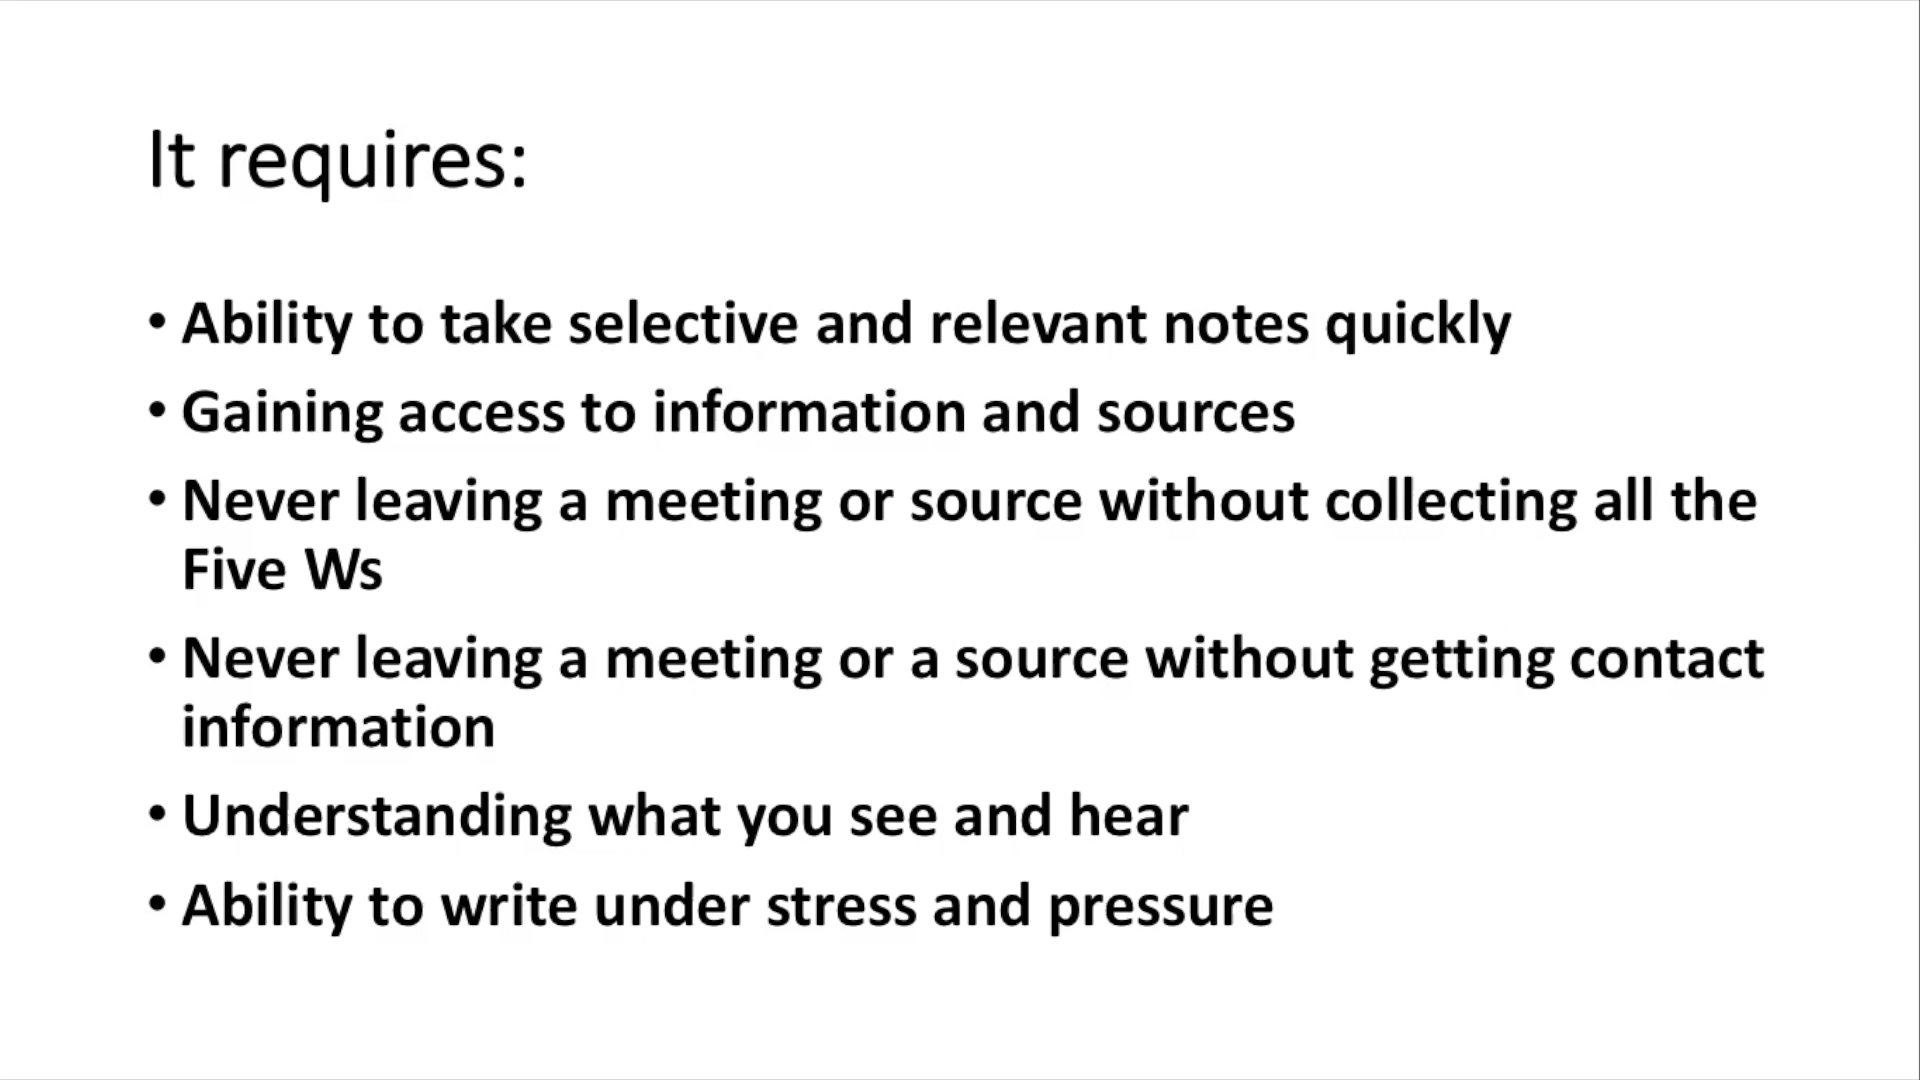 It requires:
• Ability to take selective and relevant notes quickly
• Gaining access to information and sources
• Never leaving a meeting or source without collecting all the
Five Ws
• Never leaving a meeting or a source without getting contact
information
• Understanding what you see and hear
• Ability to write under stress and pressure